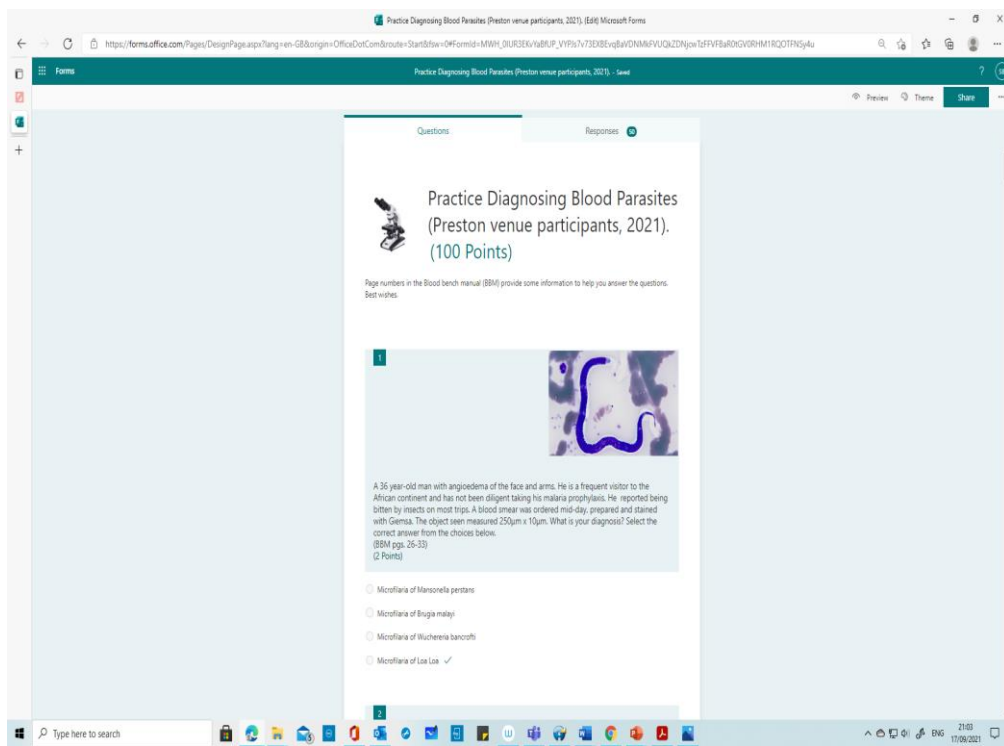 Practice Diagnosing Blood Parasites (Preston venue participants, 2021). (Edit) Microsoft Forms
Forms
Practice Diagnosing Blood Parasites (Preston venue participants, 2021). - Saved
?
Preview
Theme
Share
Questions
Responses 50
Practice Diagnosing Blood Parasites
(Preston venue participants, 2021).
(100 Points)
Page numbers in the Blood bench manual (BBM) provide some information to help you answer the questions.
Best wishes.
1
A 36 year-old man with angioedema of the face and arms. He is a frequent visitor to the
African continent and has not been diligent taking his malaria prophylaxis. He reported being
bitten by insects on most trips. A blood smear was ordered mid-day, prepared and stained
with Giemsa. The object seen measured 250µm x 10µm. What is your diagnosis? Select the
correct answer from the choices below.
(BBM pgs. 26-33)
(2 Points)
Microfilaria of Mansonella perstans
Microfilaria of Brugia malayi
Microfilaria of Wuchereria bancrofti
Microfilaria of Loa Loa
2
Type here to search
ENG
21:03
17/09/2021